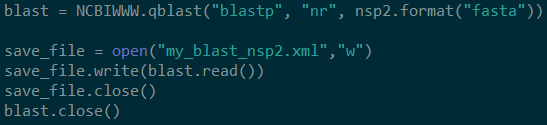 blast = NCBIWWW.qblast("blastp", "nr", nsp2.format("fasta"))
save_file = open("my_blast_nsp2.xml","w")
save_file.write(blast.read())
save_file.close()
blast.close()